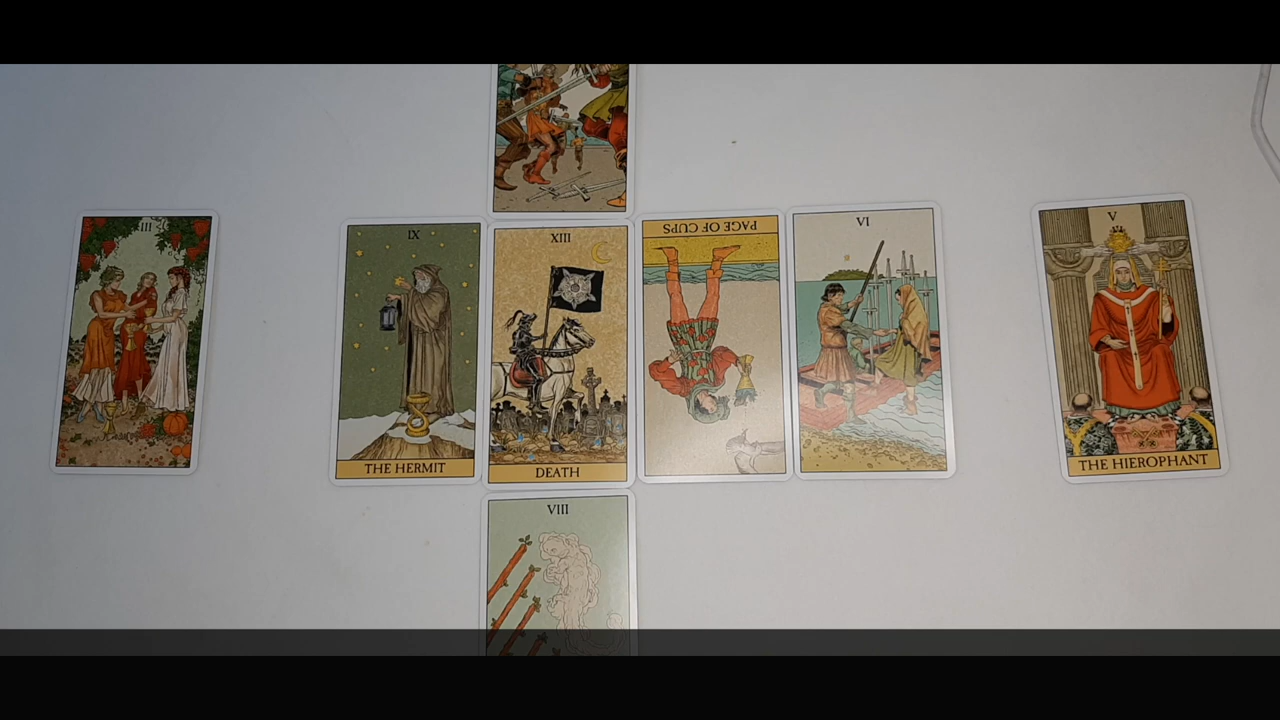 III
IX
THE HERMIT
XIII
DEATH
PAGE OF CUPS
VI
V
THE HIEROPHANT
VIII